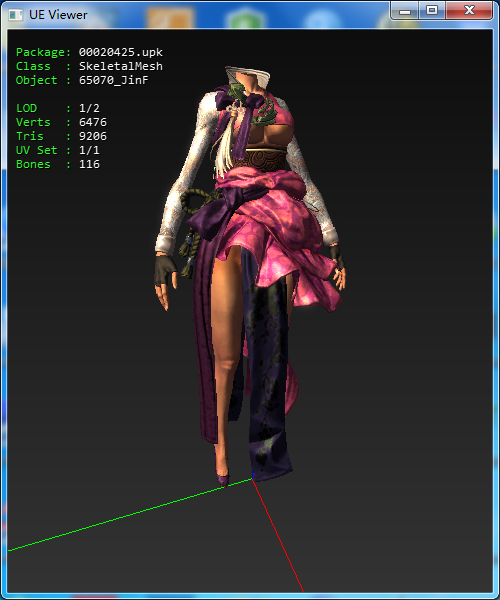 UE Viewer
Package: 00020425.upk
Class : SkeletalMesh
Object : 65070_JinF
LOD : 1/2
Verts : 6476
Tris : 9206
UV Set : 1/1
Bones : 116